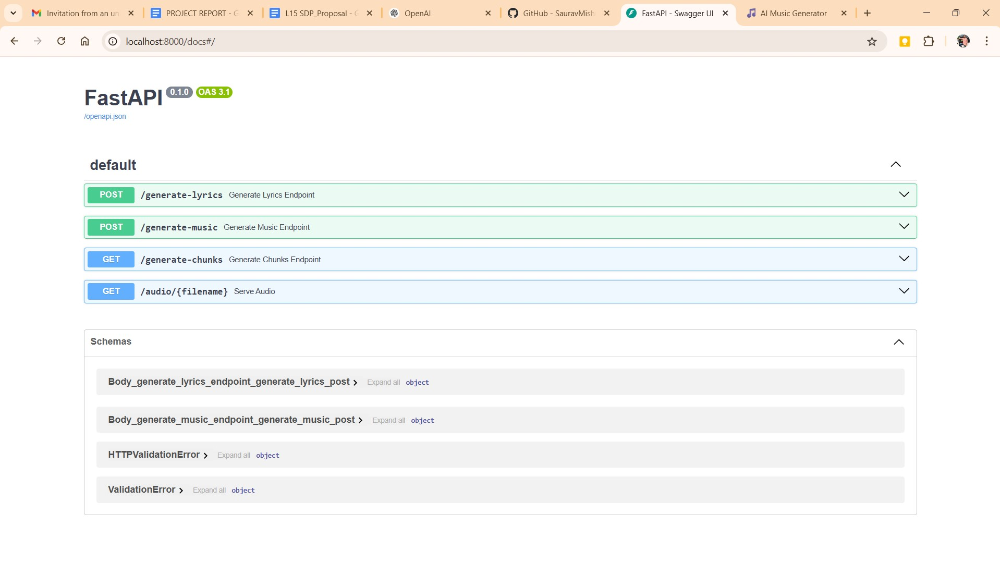 Invitation from an un
PROJECT REPORT - G
L15 SDP_Proposal - G
OpenAI
GitHub - SauravMish
FastAPI - Swagger UI
AI Music Generator
localhost:8000/docs#/
FastAPI 0.1.0 OAS 3.1
/openapi.json
default
POST /generate-lyrics Generate Lyrics Endpoint
POST /generate-music Generate Music Endpoint
GET /generate-chunks Generate Chunks Endpoint
GET /audio/{filename} Serve Audio
Schemas
Body_generate_lyrics_endpoint_generate_lyrics_post Expand all object
Body_generate_music_endpoint_generate_music_post Expand all object
HTTPValidationError Expand all object
ValidationError Expand all object